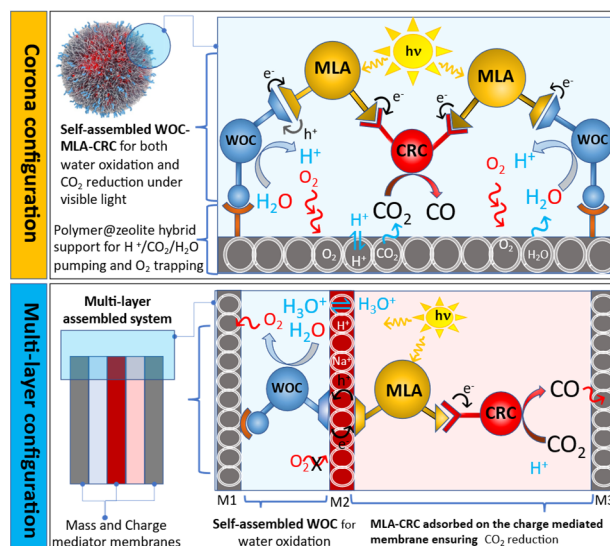 Corona configuration
hν
MLA
MLA
e-
e-
e-
e-
WOC
WOC
h+
CRC
Self-assembled WOC-
MLA-CRC for both
water oxidation and
CO2 reduction under
visible light
H+
H+
O2
O2
H2O
H2O
CO2
CO
H+
Polymer@zeolite hybrid
support for H +/CO2/H2O
pumping and O2 trapping
O2
H+
CO2
O2
H2O
Multi-layer configuration
Multi-layer
assembled system
H3O+
H3O+
O2
H2O
H+
hν
Na+
WOC
h+
MLA
e-
CRC
CO
e-
O2
X
CO2
H+
M1
M2
M3
Mass and Charge
mediator membranes
Self-assembled WOC for
water oxidation
MLA-CRC adsorbed on the charge mediated
membrane ensuring CO2 reduction